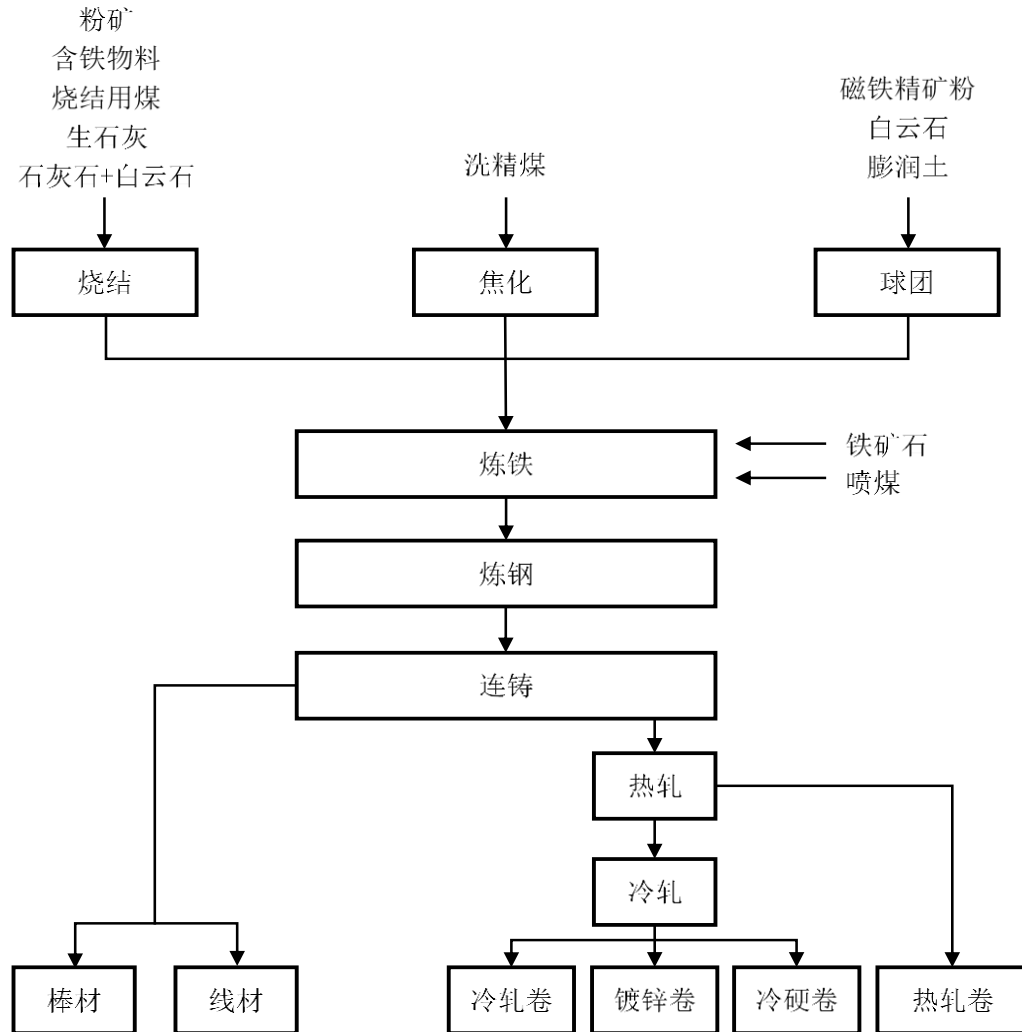 粉矿
含铁物料
烧结用煤
生石灰
石灰石+白云石
洗精煤
磁铁精矿粉
白云石
膨润土
烧结
焦化
球团
炼铁
铁矿石
喷煤
炼钢
连铸
热轧
冷轧
棒材
线材
冷轧卷
镀锌卷
冷硬卷
热轧卷